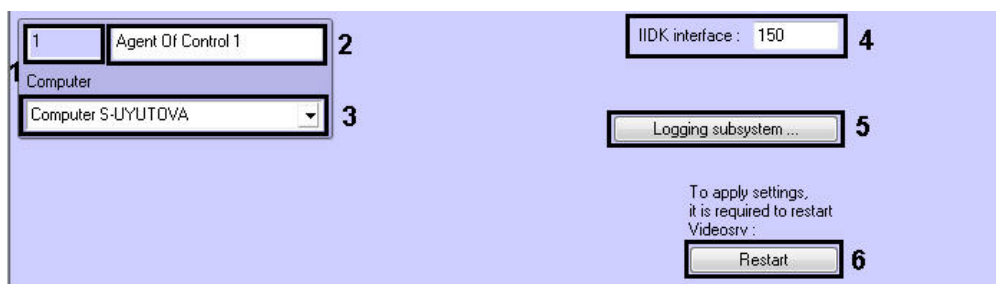 1 Agent Of Control 1 2
1
Computer
Computer S-UYUTOVA 3
IIDK interface : 150 4
Logging subsystem ... 5
To apply settings,
it is required to restart
Videosrv :
Restart 6